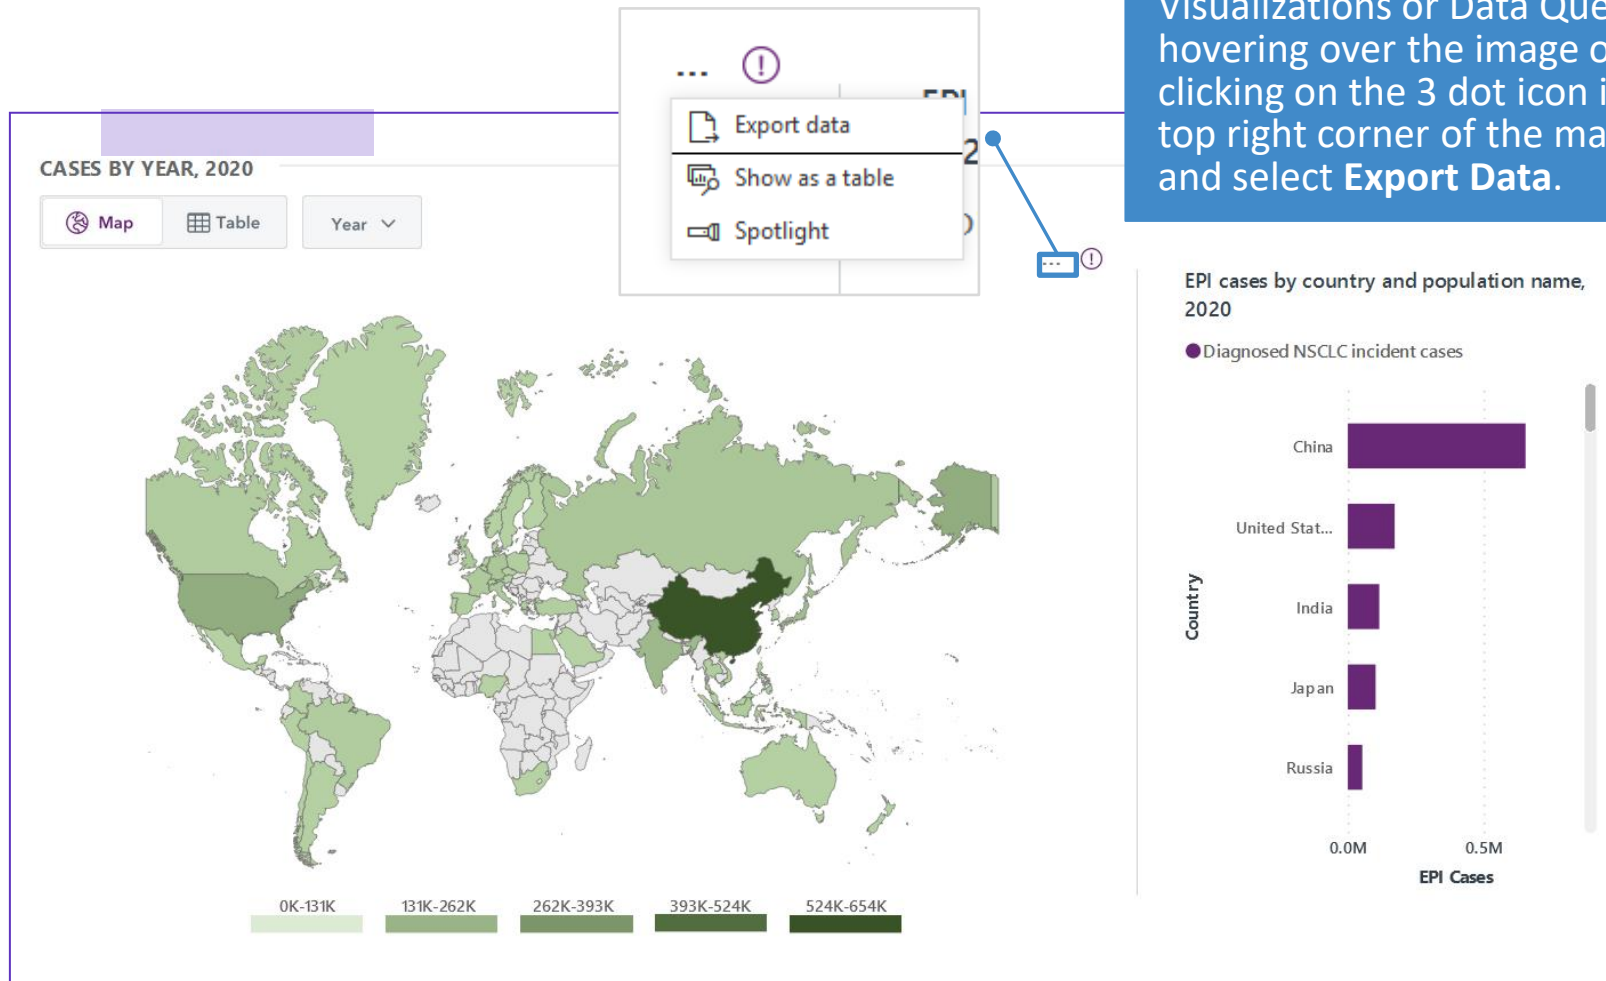 Visualizations or Data
hovering over the image
clicking on the 3 dot icon
top right corner of the
and select Export Data.
... !
Export data
Show as a table
Spotlight
CASES BY YEAR, 2020
Map
Table
Year
... !
EPI cases by country and population name,
2020
Diagnosed NSCLC incident cases
China
United Stat...
India
Japan
Russia
Country
0.0M 0.5M
EPI Cases
0K-131K 131K-262K 262K-393K 393K-524K 524K-654K